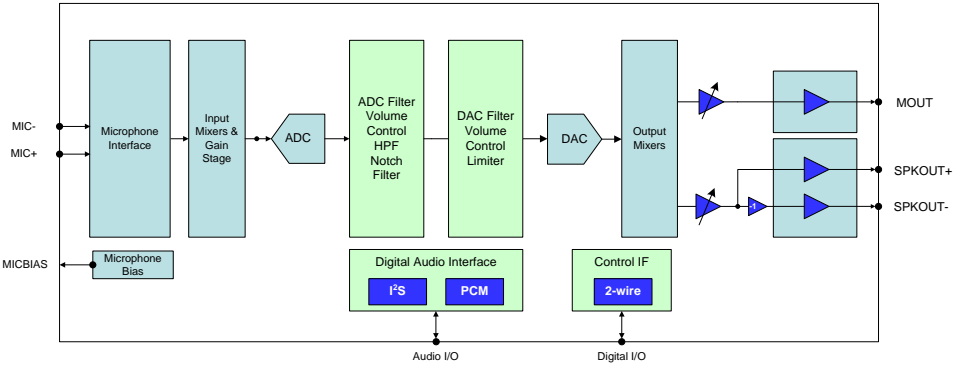 MIC-
MIC+
MICBIAS
Microphone
Interface
Microphone
Bias
Input
Mixers &
Gain
Stage
ADC
ADC Filter
Volume
Control
HPF
Notch
Filter
DAC Filter
Volume
Control
Limiter
DAC
Output
Mixers
-1
MOUT
SPKOUT+
SPKOUT-
Digital Audio Interface
I²S
PCM
Control IF
2-wire
Audio I/O
Digital I/O